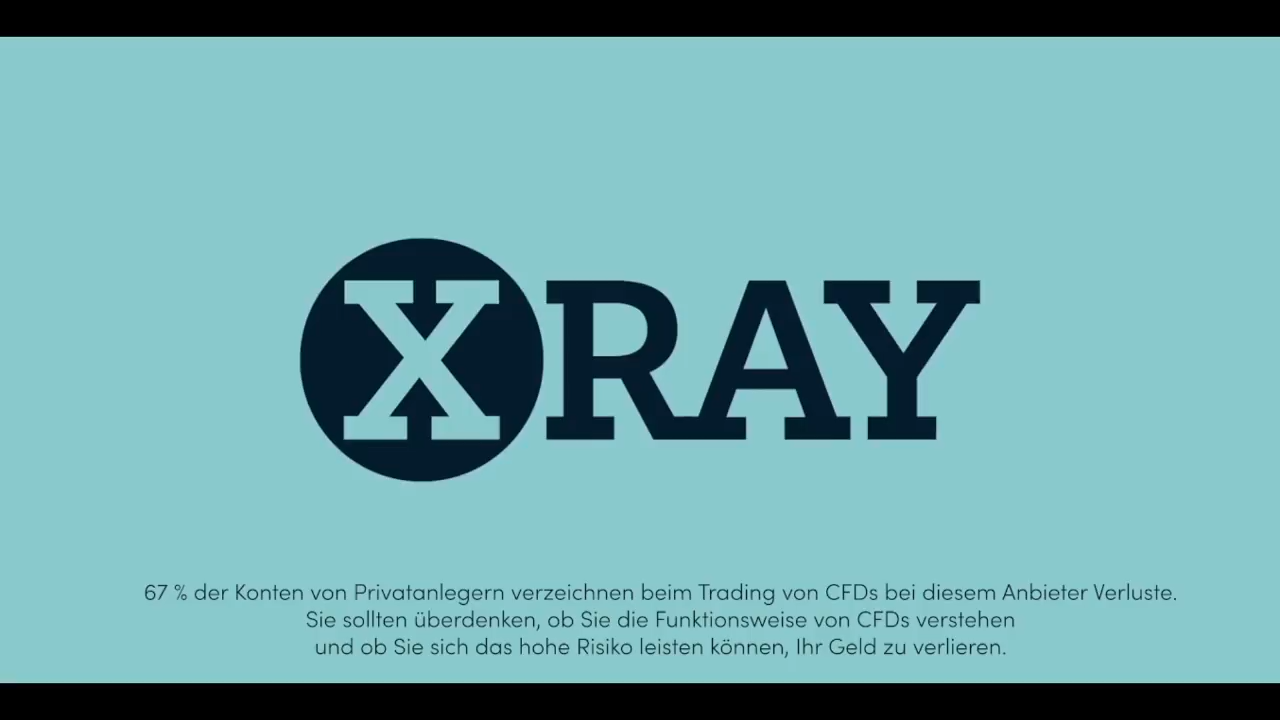 XRAY
67 % der Konten von Privatanlegern verzeichnen beim Trading von CFDs bei diesem Anbieter Verluste.
Sie sollten überdenken, ob Sie die Funktionsweise von CFDs verstehen
und ob Sie sich das hohe Risiko leisten können, Ihr Geld zu verlieren.